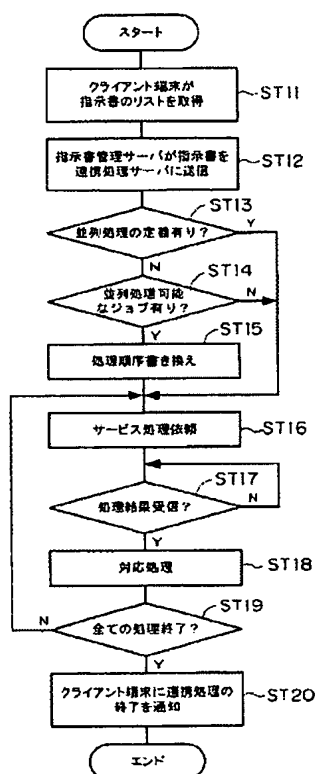 スタート
クライアント端末が
指示書のリストを取得
ST11
指示書管理サーバが指示書を
連携処理サーバに送信
ST12
ST13
並列処理の定義有り?
Y
N
ST14
並列処理可能
なジョブ有り?
N
Y
ST15
処理順序書き換え
サービス処理依頼
ST16
ST17
処理結果受信?
N
Y
対応処理
ST18
ST19
N
全ての処理終了?
Y
クライアント端末に連携処理の
終了を通知
ST20
エンド